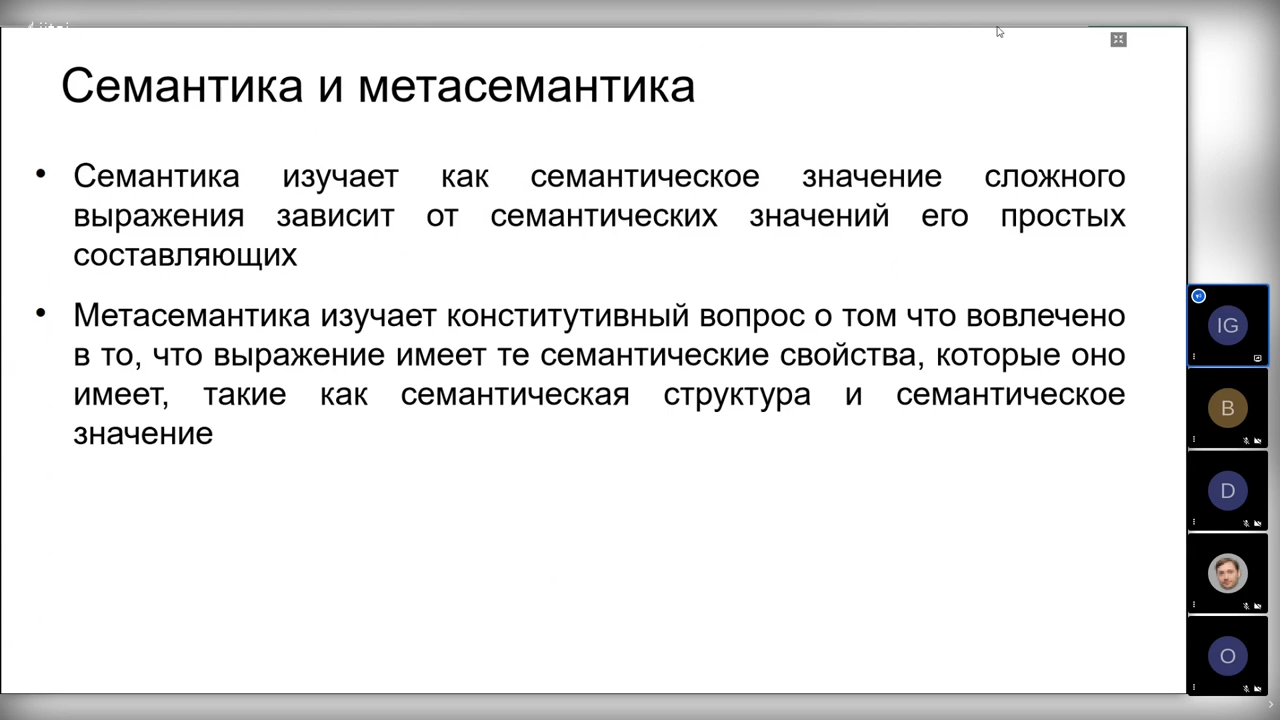 Семантика и метасемантика
• Семантика изучает как семантическое значение сложного
выражения зависит от семантических значений его простых
составляющих
• Метасемантика изучает конститутивный вопрос о том что вовлечено
в то, что выражение имеет те семантические свойства, которые оно
имеет, такие как семантическая структура и семантическое
значение
IG
B
D
O